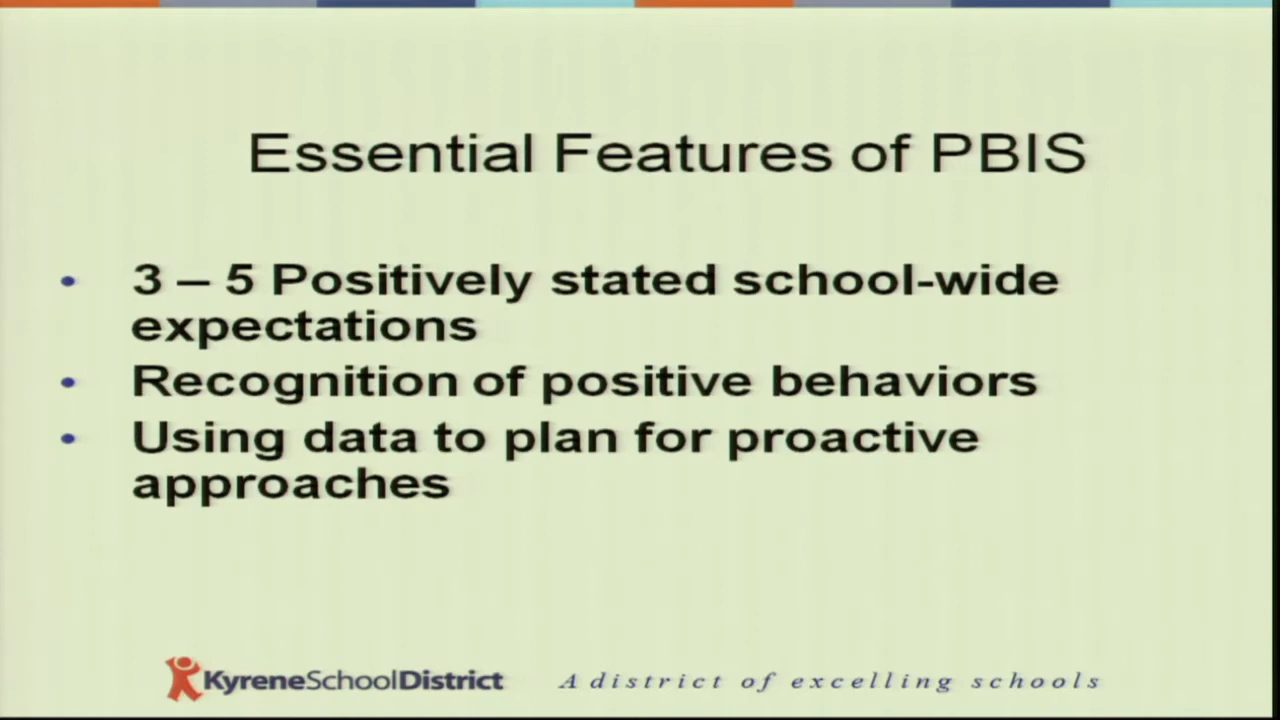 Essential Features of PBIS
• 3 – 5 Positively stated school-wide
expectations
• Recognition of positive behaviors
• Using data to plan for proactive
approaches
KyreneSchoolDistrict A district of excelling schools